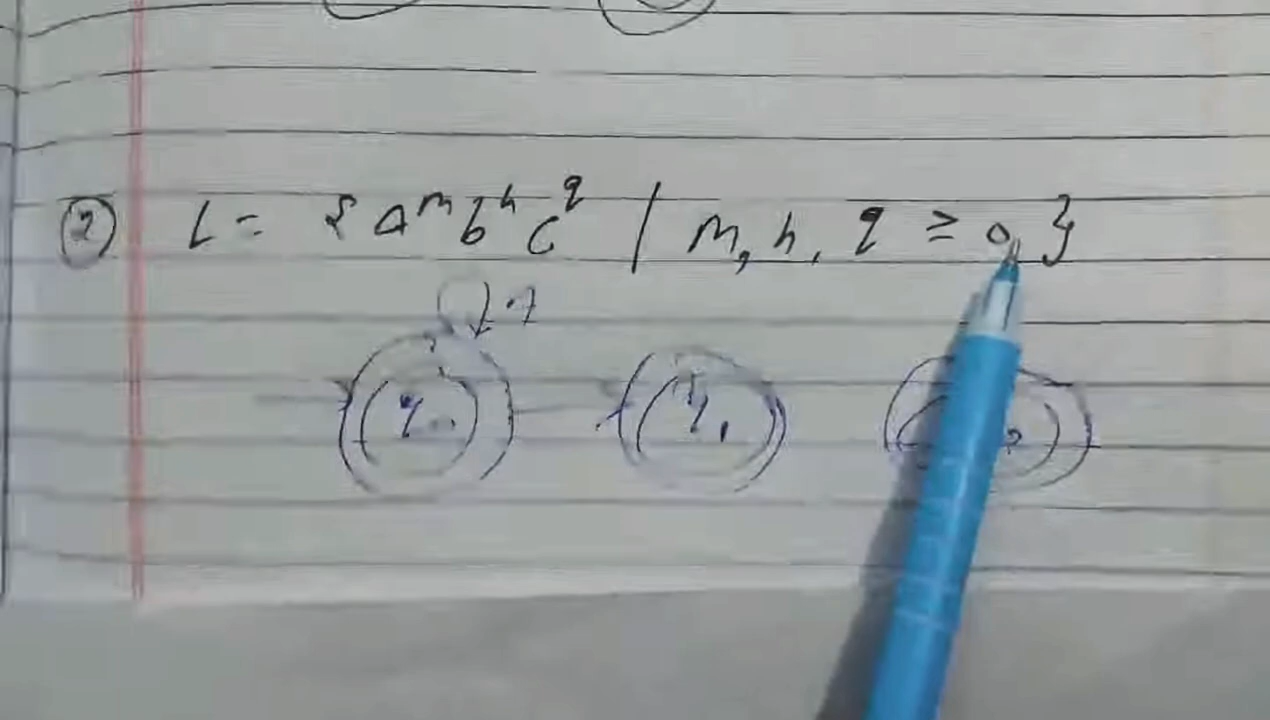 ② L = { a^m b^n c^q / m, n, q ≥ 0, }
q0 q1